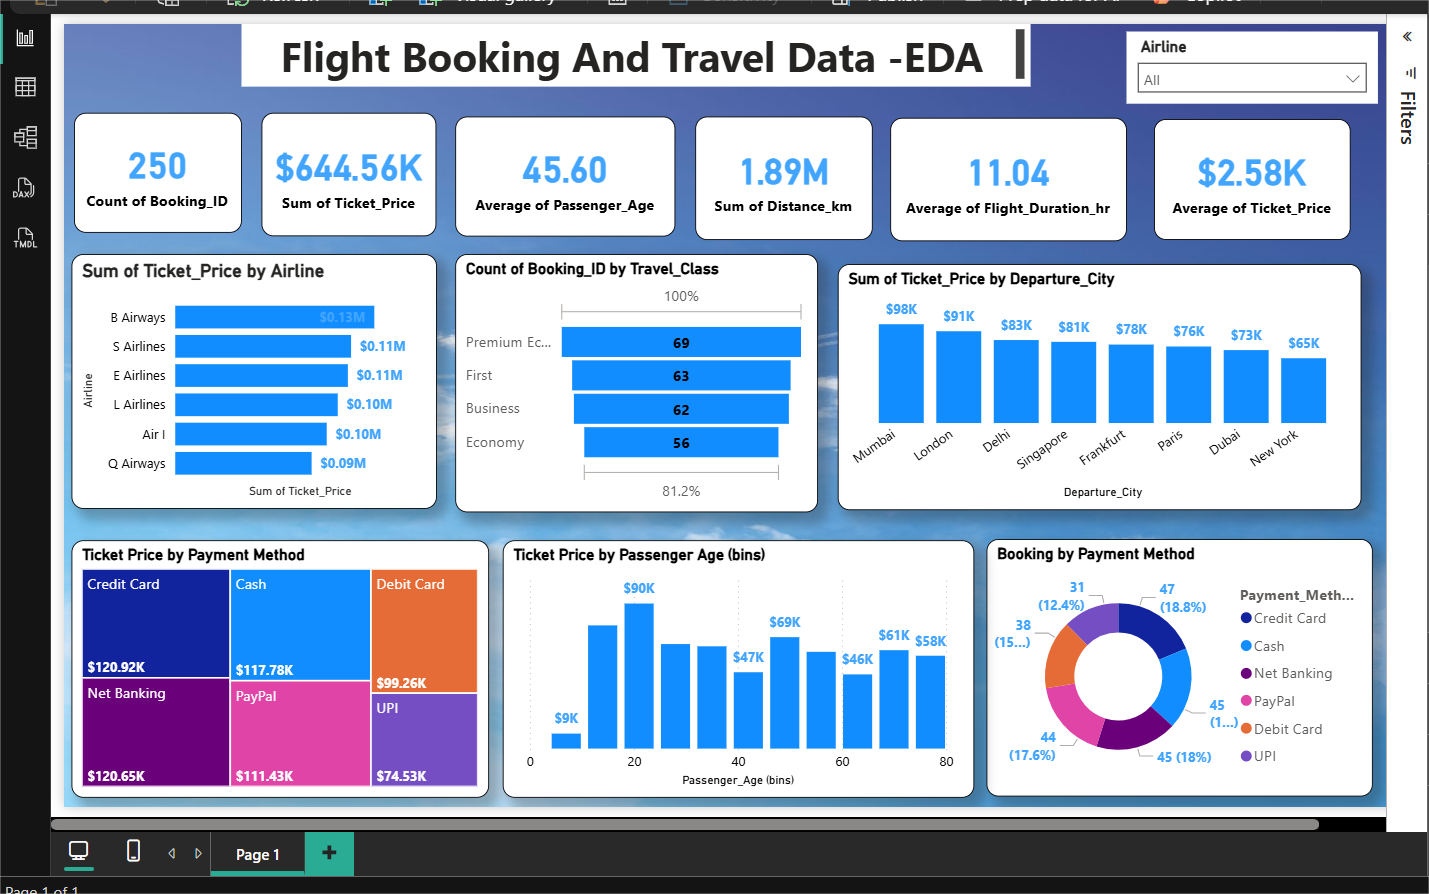 Flight Booking And Travel Data -EDA
Airline
All
Filters
250
Count of Booking_ID
$644.56K
Sum of Ticket_Price
45.60
Average of Passenger_Age
1.89M
Sum of Distance_km
11.04
Average of Flight_Duration_hr
$2.58K
Average of Ticket_Price
DAX
TMDL
Sum of Ticket_Price by Airline
Airline
B Airways $0.13M
S Airlines $0.11M
E Airlines $0.11M
L Airlines $0.10M
Air I $0.10M
Q Airways $0.09M
Sum of Ticket_Price
Count of Booking_ID by Travel_Class
100%
Premium Ec... 69
First 63
Business 62
Economy 56
81.2%
Sum of Ticket_Price by Departure_City
$98K $91K $83K $81K $78K $76K $73K $65K
Mumbai London Delhi Singapore Frankfurt Paris Dubai New York
Departure_City
Ticket Price by Payment Method
Credit Card
$120.92K
Cash
$117.78K
Debit Card
$99.26K
Net Banking
$120.65K
PayPal
$111.43K
UPI
$74.53K
Ticket Price by Passenger Age (bins)
$9K $90K $47K $69K $46K $61K $58K
0 20 40 60 80
Passenger_Age (bins)
Booking by Payment Method
47
(18.8%)
45
(1...)
45 (18%)
44
(17.6%)
38
(15...)
31
(12.4%)
Payment_Meth...
Credit Card
Cash
Net Banking
PayPal
Debit Card
UPI
Page 1
Page 1 of 1